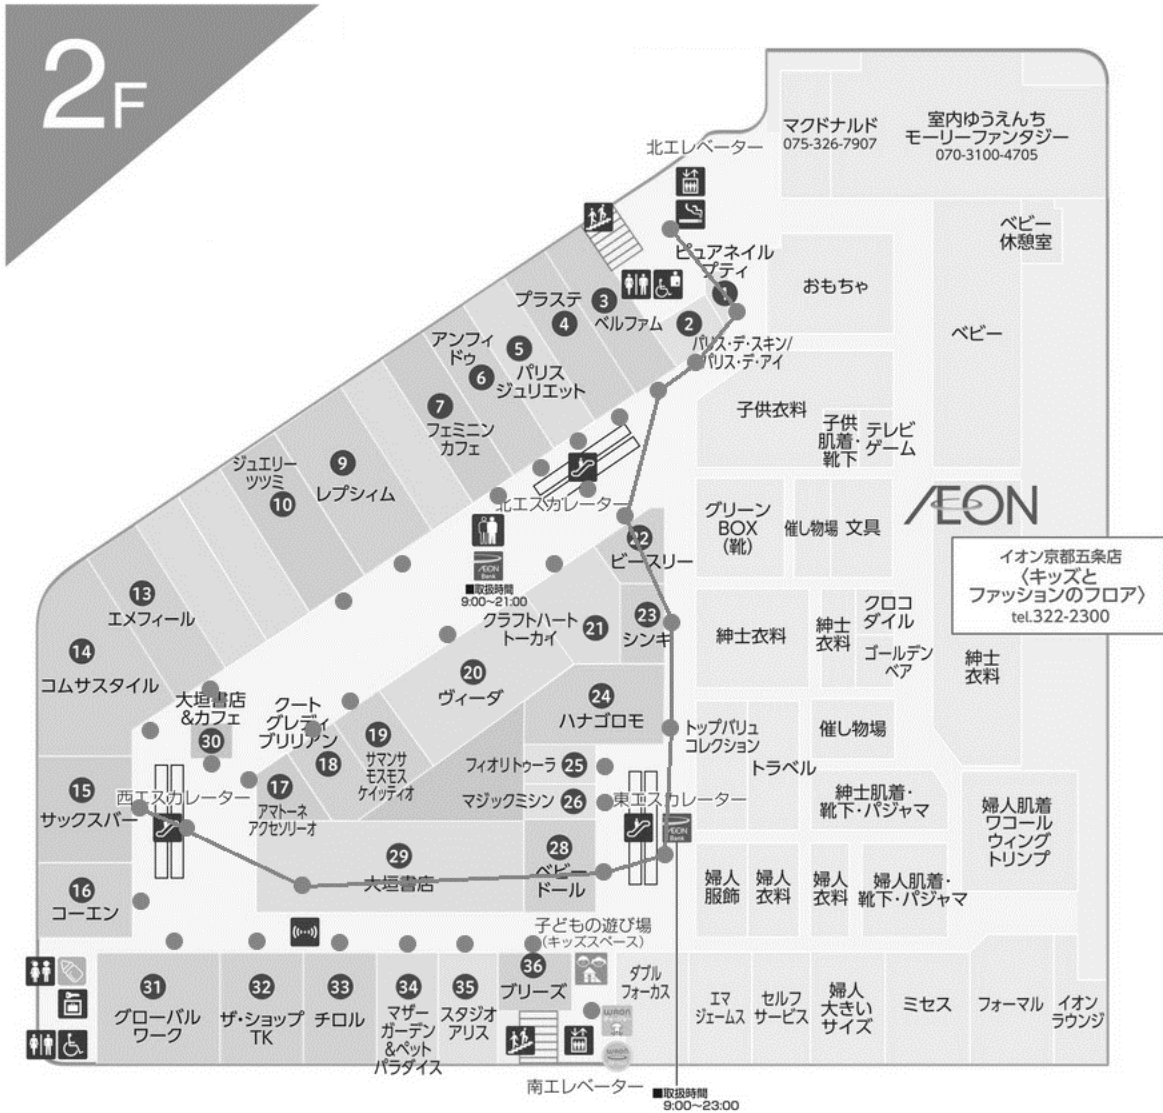 2F
北エレベーター
マクドナルド
075-326-7907
室内ゆうえんち
モーリーファンタジー
070-3100-4705
ベビー
休憩室
ピュアネイル
プティ
おもちゃ
ベビー
1
2
パリス・デ・スキン/
パリス・デ・アイ
3
ベルファム
プラステ
4
5
パリス
ジュリエット
アンフィ
ドゥ
6
7
フェミニン
カフェ
9
レプシィム
ジュエリー
ツツミ
10
子供衣料
子供
肌着・
靴下
テレビ
ゲーム
北エスカレーター
AEON
Bank
■取扱時間
9:00~21:00
グリーン
BOX
(靴)
催し物場
文具
AEON
イオン京都五条店
〈キッズと
ファッションのフロア〉
tel.322-2300
22
ビースリー
23
シンキ
クラフトハート
トーカイ
21
20
ヴィーダ
24
ハナゴロモ
13
エメフィール
14
コムサスタイル
紳士衣料
紳士
衣料
クロコ
ダイル
ゴールデン
ベア
紳士
衣料
大垣書店
&カフェ
30
クート
グレディ
ブリリアン
18
19
サマンサ
モスモス
ケイッティオ
17
アマトーネ
アクセソリーオ
トップバリュ
コレクション
トラベル
催し物場
紳士肌着・
靴下・パジャマ
婦人肌着
ワコール
ウィング
トリンプ
15
サックスバー
西エスカレーター
フィオリトゥーラ
25
マジックミシン
26
東エスカレーター
AEON
Bank
16
コーエン
29
大垣書店
28
ベビー
ドール
婦人
服飾
婦人
衣料
婦人
衣料
婦人肌着・
靴下・パジャマ
子どもの遊び場
(キッズスペース)
31
グローバル
ワーク
32
ザ・ショップ
TK
33
チロル
34
マザー
ガーデン
&ペット
パラダイス
35
スタジオ
アリス
36
ブリーズ
ダブル
フォーカス
waon
waon
エマ
ジェームス
セルフ
サービス
婦人
大きい
サイズ
ミセス
フォーマル
イオン
ラウンジ
南エレベーター
■取扱時間
9:00~23:00